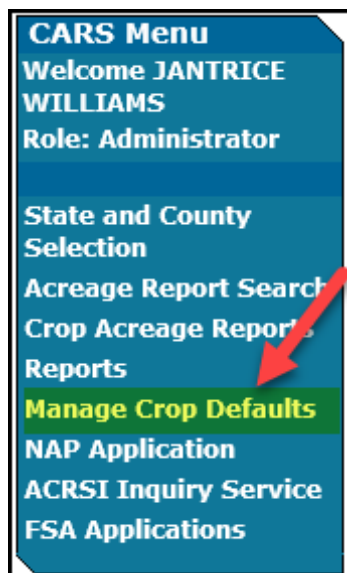 CARS Menu
Welcome JANTRICE
WILLIAMS
Role: Administrator
State and County
Selection
Acreage Report Search
Crop Acreage Reports
Reports
Manage Crop Defaults
NAP Application
ACRSI Inquiry Service
FSA Applications